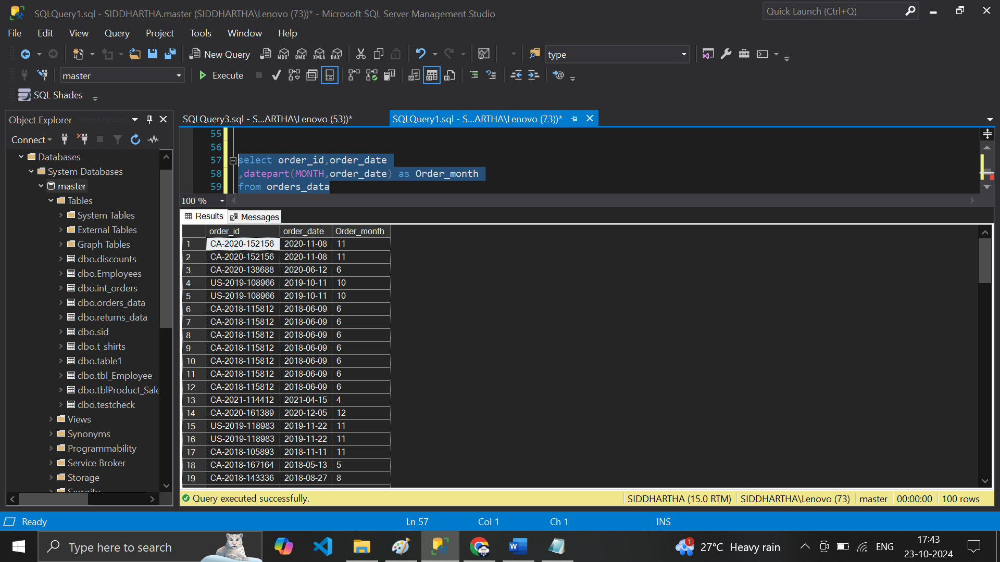 SQLQuery1.sql - SIDDHARTHA.master (SIDDHARTHA\Lenovo (73))* - Microsoft SQL Server Management Studio
Quick Launch (Ctrl+Q)
File Edit View Query Project Tools Window Help
New Query MDX DMX XMLA DAX type
master Execute
SQL Shades
Object Explorer
Connect
Databases
System Databases
master
Tables
System Tables
External Tables
Graph Tables
dbo.discounts
dbo.Employees
dbo.int_orders
dbo.orders_data
dbo.returns_data
dbo.sid
dbo.t_shirts
dbo.table1
dbo.tbl_Employee
dbo.tblProduct_Sale
dbo.testcheck
Views
Synonyms
Programmability
Service Broker
Storage
Security
SQLQuery3.sql - S...ARTHA\Lenovo (53))* SQLQuery1.sql - S...ARTHA\Lenovo (73))*
55
56
57 select order_id,order_date
58 ,datepart(MONTH,order_date) as Order_month
59 from orders_data
100 %
Results Messages
order_id order_date Order_month
1 CA-2020-152156 2020-11-08 11
2 CA-2020-152156 2020-11-08 11
3 CA-2020-138688 2020-06-12 6
4 US-2019-108966 2019-10-11 10
5 US-2019-108966 2019-10-11 10
6 CA-2018-115812 2018-06-09 6
7 CA-2018-115812 2018-06-09 6
8 CA-2018-115812 2018-06-09 6
9 CA-2018-115812 2018-06-09 6
10 CA-2018-115812 2018-06-09 6
11 CA-2018-115812 2018-06-09 6
12 CA-2018-115812 2018-06-09 6
13 CA-2021-114412 2021-04-15 4
14 CA-2020-161389 2020-12-05 12
15 US-2019-118983 2019-11-22 11
16 US-2019-118983 2019-11-22 11
17 CA-2018-105893 2018-11-11 11
18 CA-2018-167164 2018-05-13 5
19 CA-2018-143336 2018-08-27 8
Query executed successfully. SIDDHARTHA (15.0 RTM) SIDDHARTHA\Lenovo (73) master 00:00:00 100 rows
Ready Ln 57 Col 1 Ch 1 INS
Type here to search 1 27°C Heavy rain ENG 17:43
23-10-2024